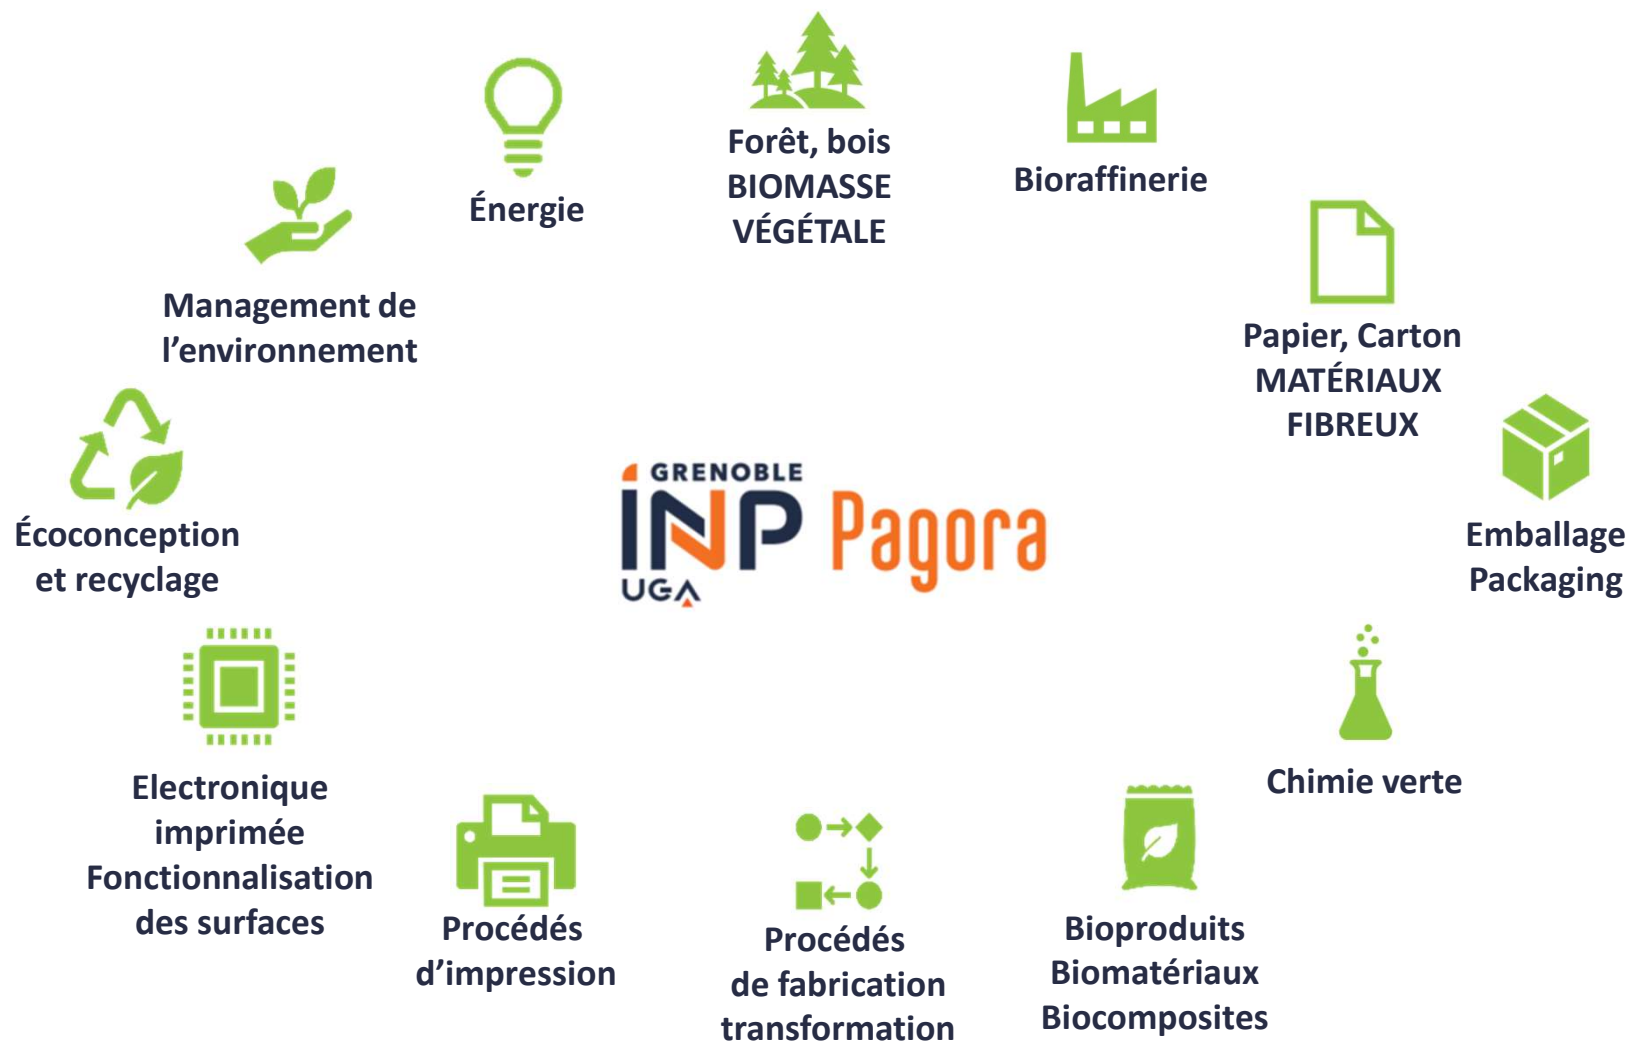 Forêt, bois
BIOMASSE
VÉGÉTALE
Bioraffinerie
Papier, Carton
MATÉRIAUX
FIBREUX
Emballage
Packaging
Chimie verte
Bioproduits
Biomatériaux
Biocomposites
Procédés
de fabrication
transformation
Procédés
d’impression
Electronique
imprimée
Fonctionnalisation
des surfaces
Écoconception
et recyclage
Management de
l’environnement
Énergie
GRENOBLE
INP Pagora
UGA